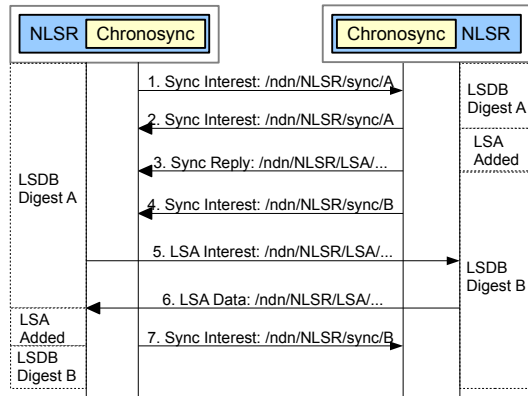 NLSR Chronosync
Chronosync NLSR
1. Sync Interest: /ndn/NLSR/sync/A
2. Sync Interest: /ndn/NLSR/sync/A
3. Sync Reply: /ndn/NLSR/LSA/...
4. Sync Interest: /ndn/NLSR/sync/B
5. LSA Interest: /ndn/NLSR/LSA/...
6. LSA Data: /ndn/NLSR/LSA/...
7. Sync Interest: /ndn/NLSR/sync/B
LSDB
Digest A
LSA
Added
LSDB
Digest B
LSDB
Digest A
LSA
Added
LSDB
Digest B